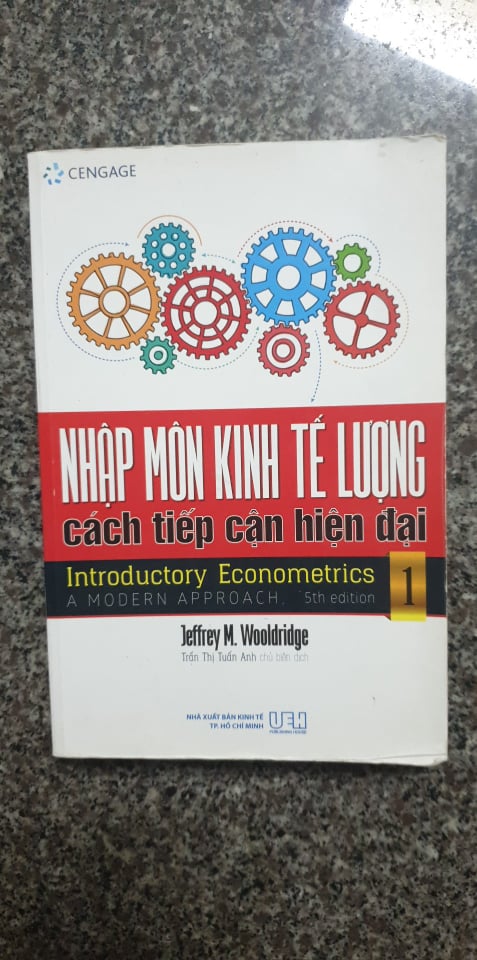 CENGAGE
NHẬP MÔN KINH TẾ LƯỢNG
cách tiếp cận hiện đại
Introductory Econometrics
A MODERN APPROACH, 5th edition
1
Jeffrey M. Wooldridge
Trần Thị Tuấn Anh chủ biên dịch
NHÀ XUẤT BẢN KINH TẾ
TP. HỒ CHÍ MINH
UEH
PUBLISHING HOUSE